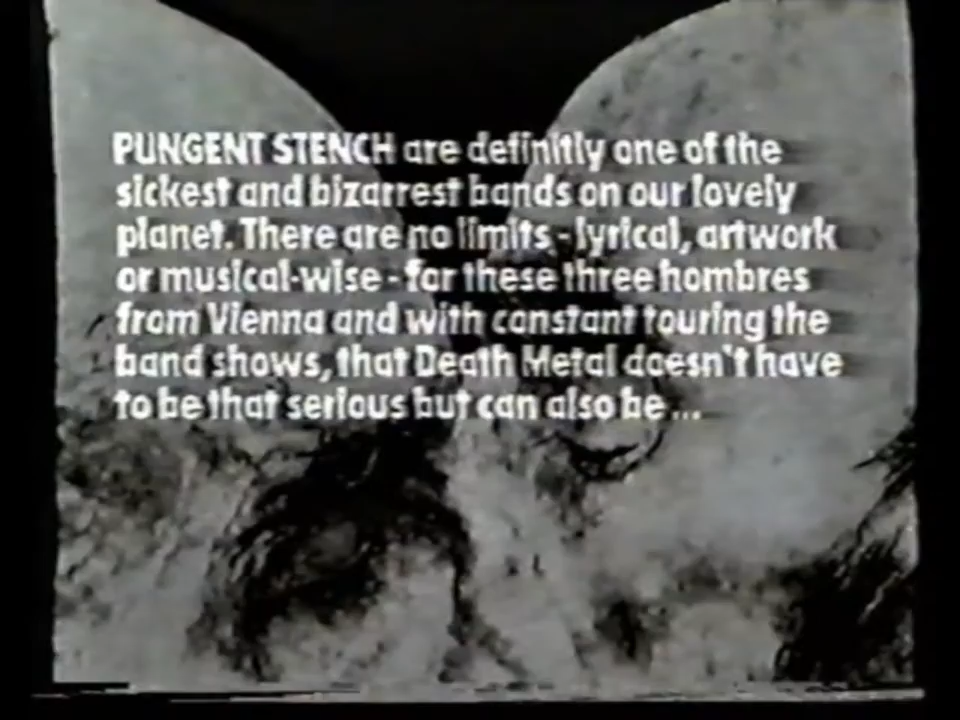 PUNGENT STENCH are definitly one of the
sickest and bizarrest bands on our lovely
planet. There are no limits - lyrical, artwork
or musical-wise - for these three hombres
from Vienna and with constant touring the
band shows, that Death Metal doesn't have
to be that serious but can also be ...